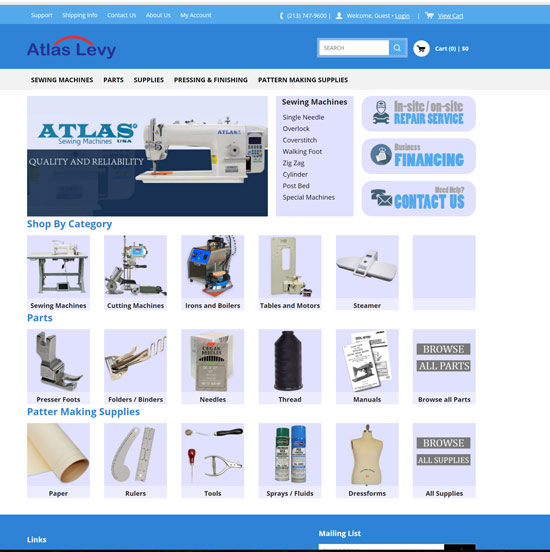 Support Shipping Info Contact Us About Us My Account
(213) 747-9600 | Welcome, Guest • Login | View Cart
Atlas Levy
SEARCH
Cart (0) | $0
SEWING MACHINES PARTS SUPPLIES PRESSING & FINISHING PATTERN MAKING SUPPLIES
ATLAS®
Sewing Machines USA
QUALITY AND RELIABILITY
ATLAS
Sewing Machines
Single Needle
Overlock
Coverstitch
Walking Foot
Zig Zag
Cylinder
Post Bed
Special Machines
In-site / on-site
REPAIR SERVICE
Business
FINANCING
Need Help?
CONTACT US
Shop By Category
Sewing Machines Cutting Machines Irons and Boilers Tables and Motors Steamer
Parts
ORGAN
NEEDLES
BROWSE
ALL PARTS
Presser Foots Folders / Binders Needles Thread Manuals Browse all Parts
Patter Making Supplies
BROWSE
ALL SUPPLIES
Paper Rulers Tools Sprays / Fluids Dressforms All Supplies
Links
Mailing List